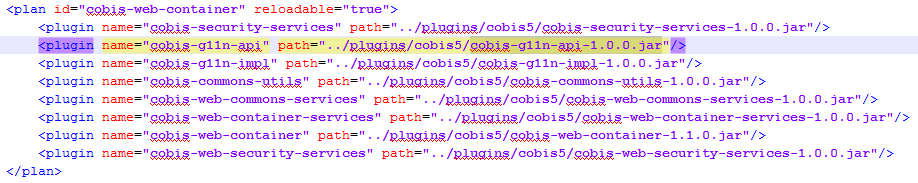 <plan id="cobis-web-container" reloadable="true">
<plugin name="cobis-security-services" path="../plugins/cobis5/cobis-security-services-1.0.0.jar"/>
<plugin name="cobis-g11n-api" path="../plugins/cobis5/cobis-g11n-api-1.0.0.jar"/>
<plugin name="cobis-g11n-impl" path="../plugins/cobis5/cobis-g11n-impl-1.0.0.jar"/>
<plugin name="cobis-commons-utils" path="../plugins/cobis5/cobis-commons-utils-1.0.0.jar"/>
<plugin name="cobis-web-commons-services" path="../plugins/cobis5/cobis-web-commons-services-1.0.0.jar"/>
<plugin name="cobis-web-container-services" path="../plugins/cobis5/cobis-web-container-services-1.0.0.jar"/>
<plugin name="cobis-web-container" path="../plugins/cobis5/cobis-web-container-1.1.0.jar"/>
<plugin name="cobis-web-security-services" path="../plugins/cobis5/cobis-web-security-services-1.0.0.jar"/>
</plan>